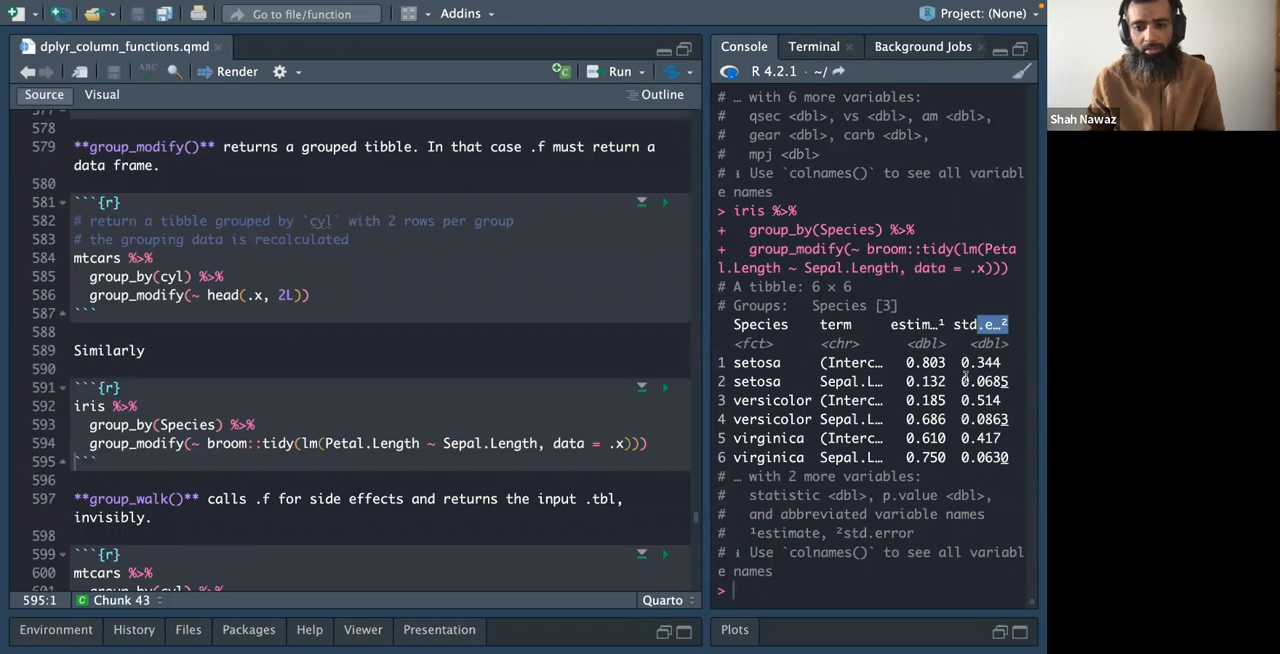 Go to file/function
Addins
Project: (None)
dplyr_column_functions.qmd
ABC
Render
Run
Source
Visual
Outline
578
579 **group_modify()** returns a grouped tibble. In that case .f must return a
data frame.
580
581 ```{r}
582 # return a tibble grouped by `cyl` with 2 rows per group
583 # the grouping data is recalculated
584 mtcars %>%
585 group_by(cyl) %>%
586 group_modify(~ head(.x, 2L))
587 ```
588
589 Similarly
590
591 ```{r}
592 iris %>%
593 group_by(Species) %>%
594 group_modify(~ broom::tidy(lm(Petal.Length ~ Sepal.Length, data = .x)))
595 ```
596
597 **group_walk()** calls .f for side effects and returns the input .tbl,
invisibly.
598
599 ```{r}
600 mtcars %>%
595:1
C Chunk 43
Quarto
Environment
History
Files
Packages
Help
Viewer
Presentation
Console
Terminal
Background Jobs
R 4.2.1 · ~/
# … with 6 more variables:
# qsec <dbl>, vs <dbl>, am <dbl>,
# gear <dbl>, carb <dbl>,
# mpj <dbl>
# ℹ Use `colnames()` to see all variabl
e names
> iris %>%
+ group_by(Species) %>%
+ group_modify(~ broom::tidy(lm(Peta
l.Length ~ Sepal.Length, data = .x)))
# A tibble: 6 × 6
# Groups: Species [3]
Species term estim…¹ std.e…²
<fct> <chr> <dbl> <dbl>
1 setosa (Interc… 0.803 0.344
2 setosa Sepal.L… 0.132 0.0685
3 versicolor (Interc… 0.185 0.514
4 versicolor Sepal.L… 0.686 0.0863
5 virginica (Interc… 0.610 0.417
6 virginica Sepal.L… 0.750 0.0630
# … with 2 more variables:
# statistic <dbl>, p.value <dbl>,
# and abbreviated variable names
# ¹estimate, ²std.error
# ℹ Use `colnames()` to see all variabl
e names
>
Plots
Shah Nawaz